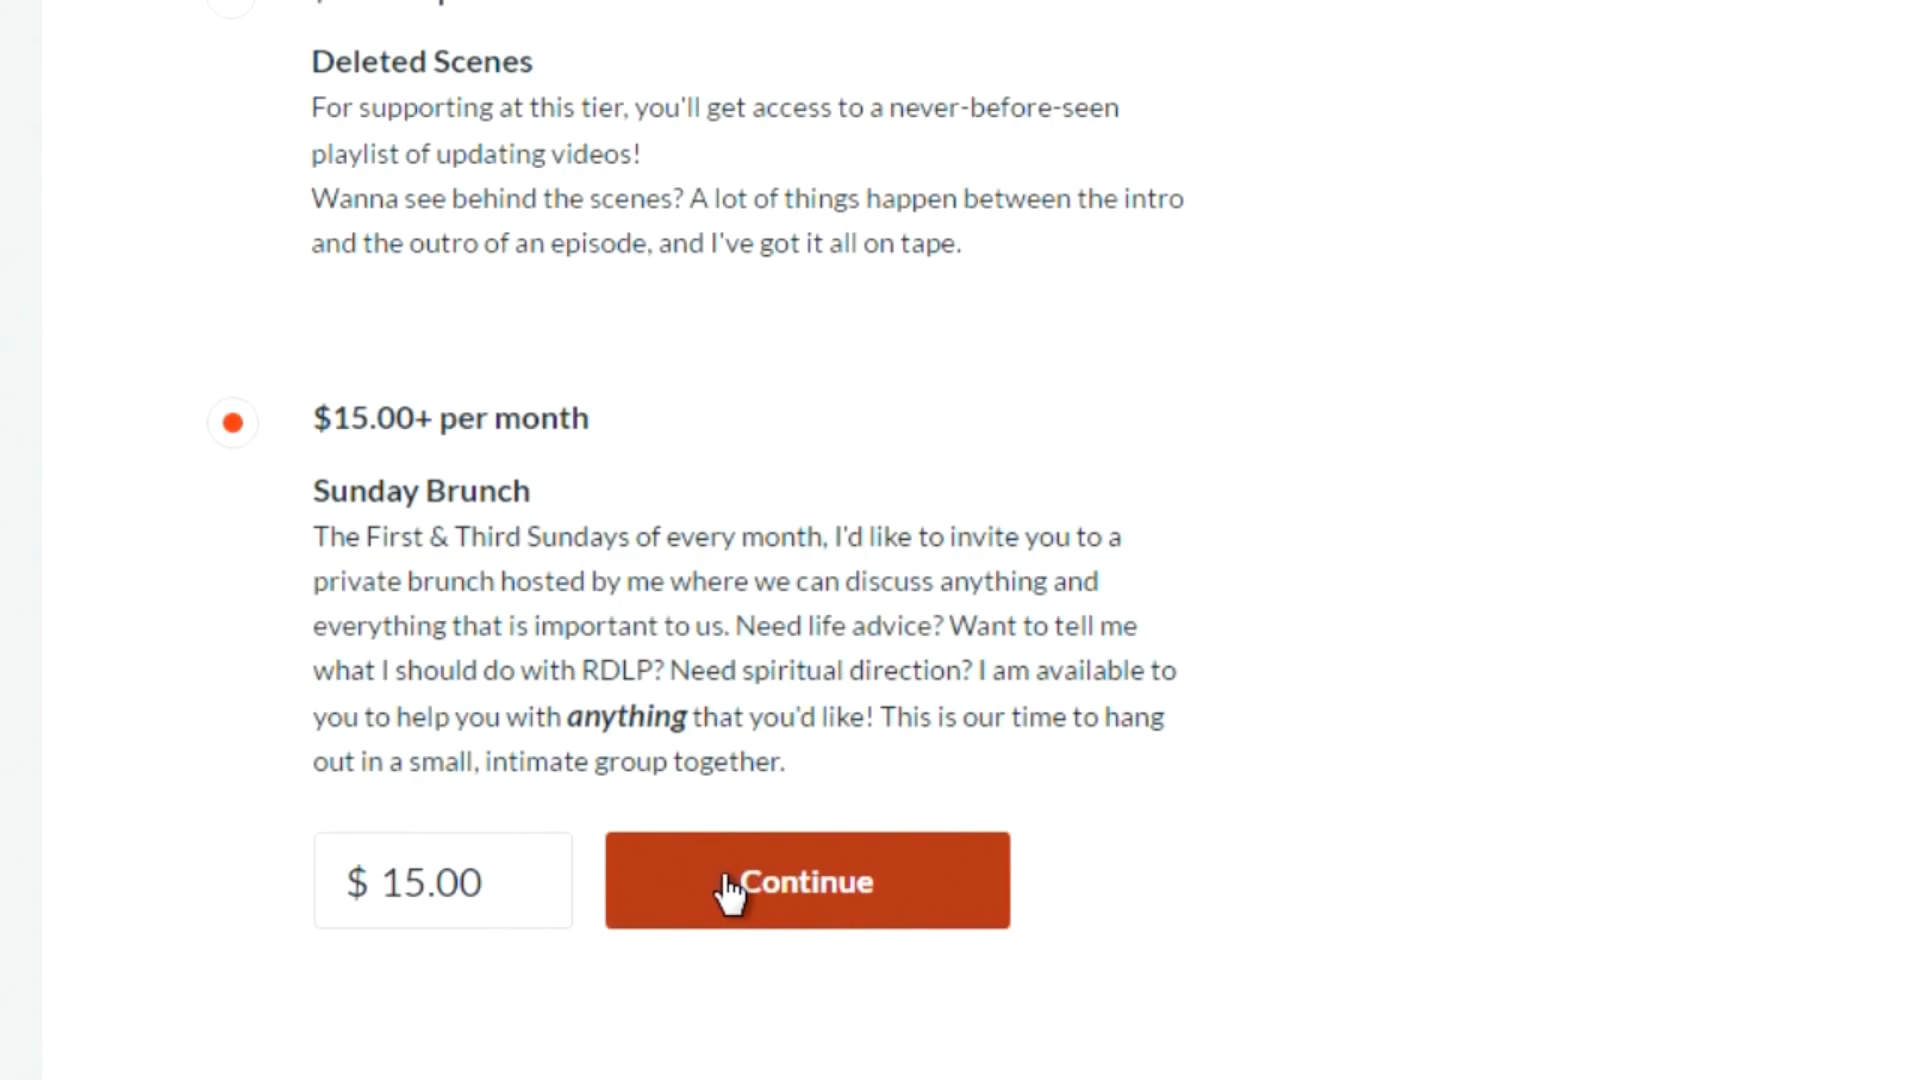 Deleted Scenes
For supporting at this tier, you'll get access to a never-before-seen
playlist of updating videos!
Wanna see behind the scenes? A lot of things happen between the intro
and the outro of an episode, and I've got it all on tape.
$15.00+ per month
Sunday Brunch
The First & Third Sundays of every month, I'd like to invite you to a
private brunch hosted by me where we can discuss anything and
everything that is important to us. Need life advice? Want to tell me
what I should do with RDLP? Need spiritual direction? I am available to
you to help you with anything that you'd like! This is our time to hang
out in a small, intimate group together.
$ 15.00
Continue